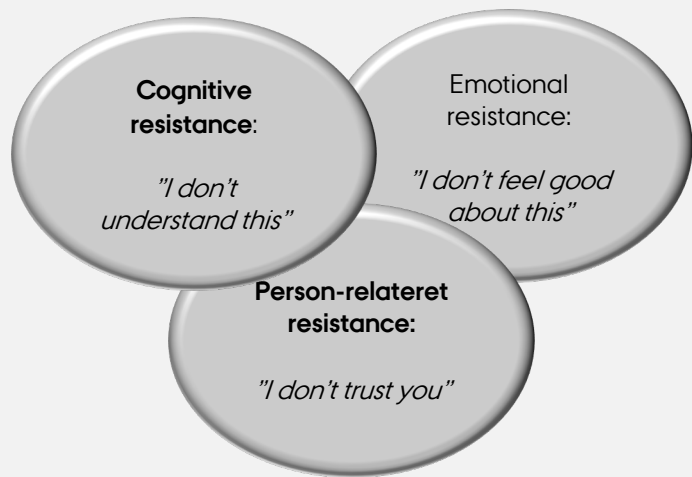 Cognitive
resistance:
"I don't
understand this"
Emotional
resistance:
"I don't feel good
about this"
Person-relateret
resistance:
"I don't trust you"